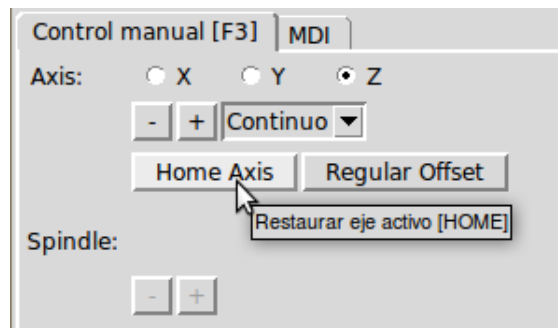 Control manual [F3] MDI
Axis: X Y Z
- + Continuo
Home Axis Regular Offset
Restaurar eje activo [HOME]
Spindle:
- +